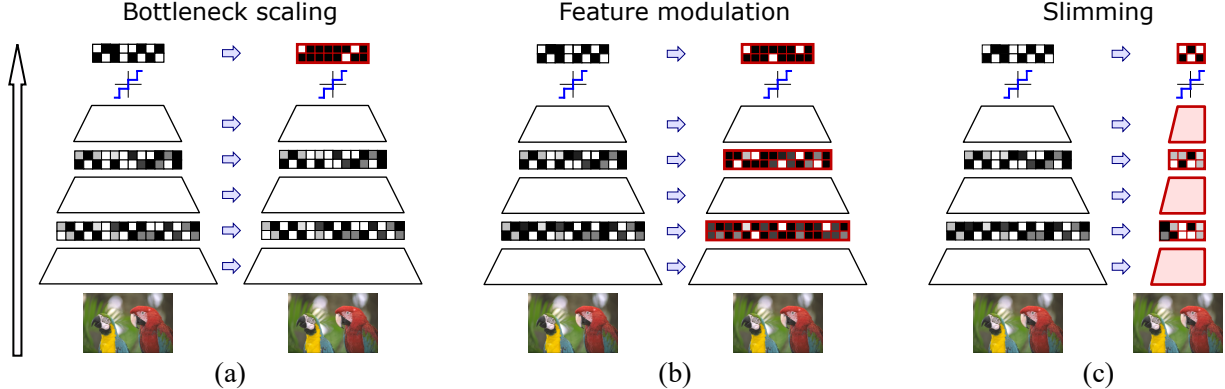 Bottleneck scaling
Feature modulation
Slimming
(a)
(b)
(c)